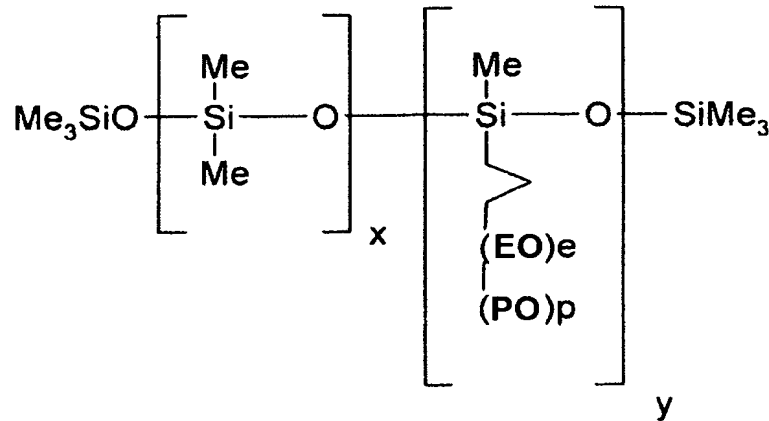 Me Me
Me₃SiO Si O Si O SiMe₃
Me
x
(EO)e
(PO)p
y